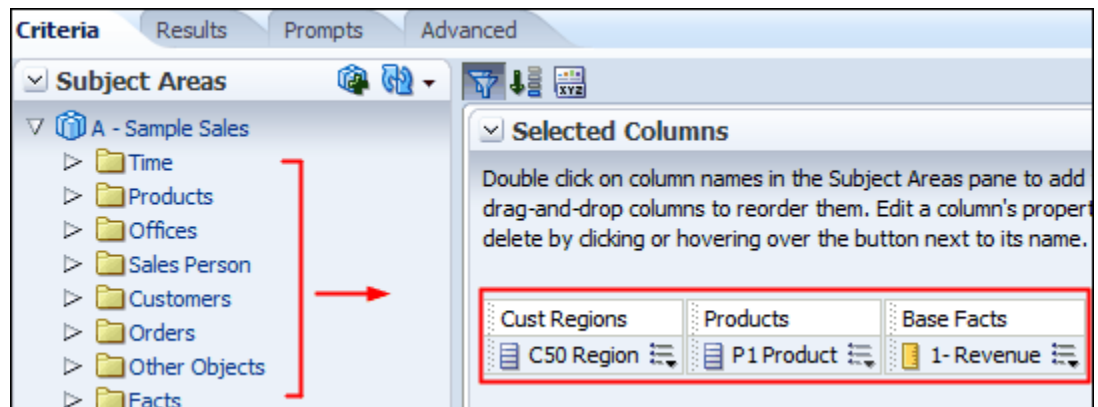 Criteria Results Prompts Advanced
Subject Areas
A - Sample Sales
Time
Products
Offices
Sales Person
Customers
Orders
Other Objects
Facts
XYZ
Selected Columns
Double click on column names in the Subject Areas pane to add
drag-and-drop columns to reorder them. Edit a column's propert
delete by clicking or hovering over the button next to its name.
Cust Regions Products Base Facts
C50 Region P1 Product 1- Revenue